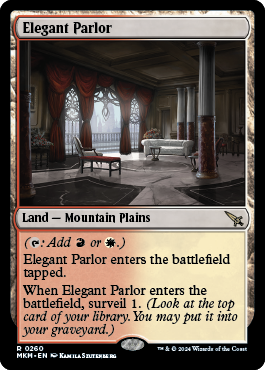 Elegant Parlor
Land — Mountain Plains
(: Add or .)
Elegant Parlor enters the battlefield
tapped.
When Elegant Parlor enters the
battlefield, surveil 1. (Look at the top
card of your library. You may put it into
your graveyard.)
R 0260
MKM • EN Kamila Szutenberg
™ & © 2024 Wizards of the Coast